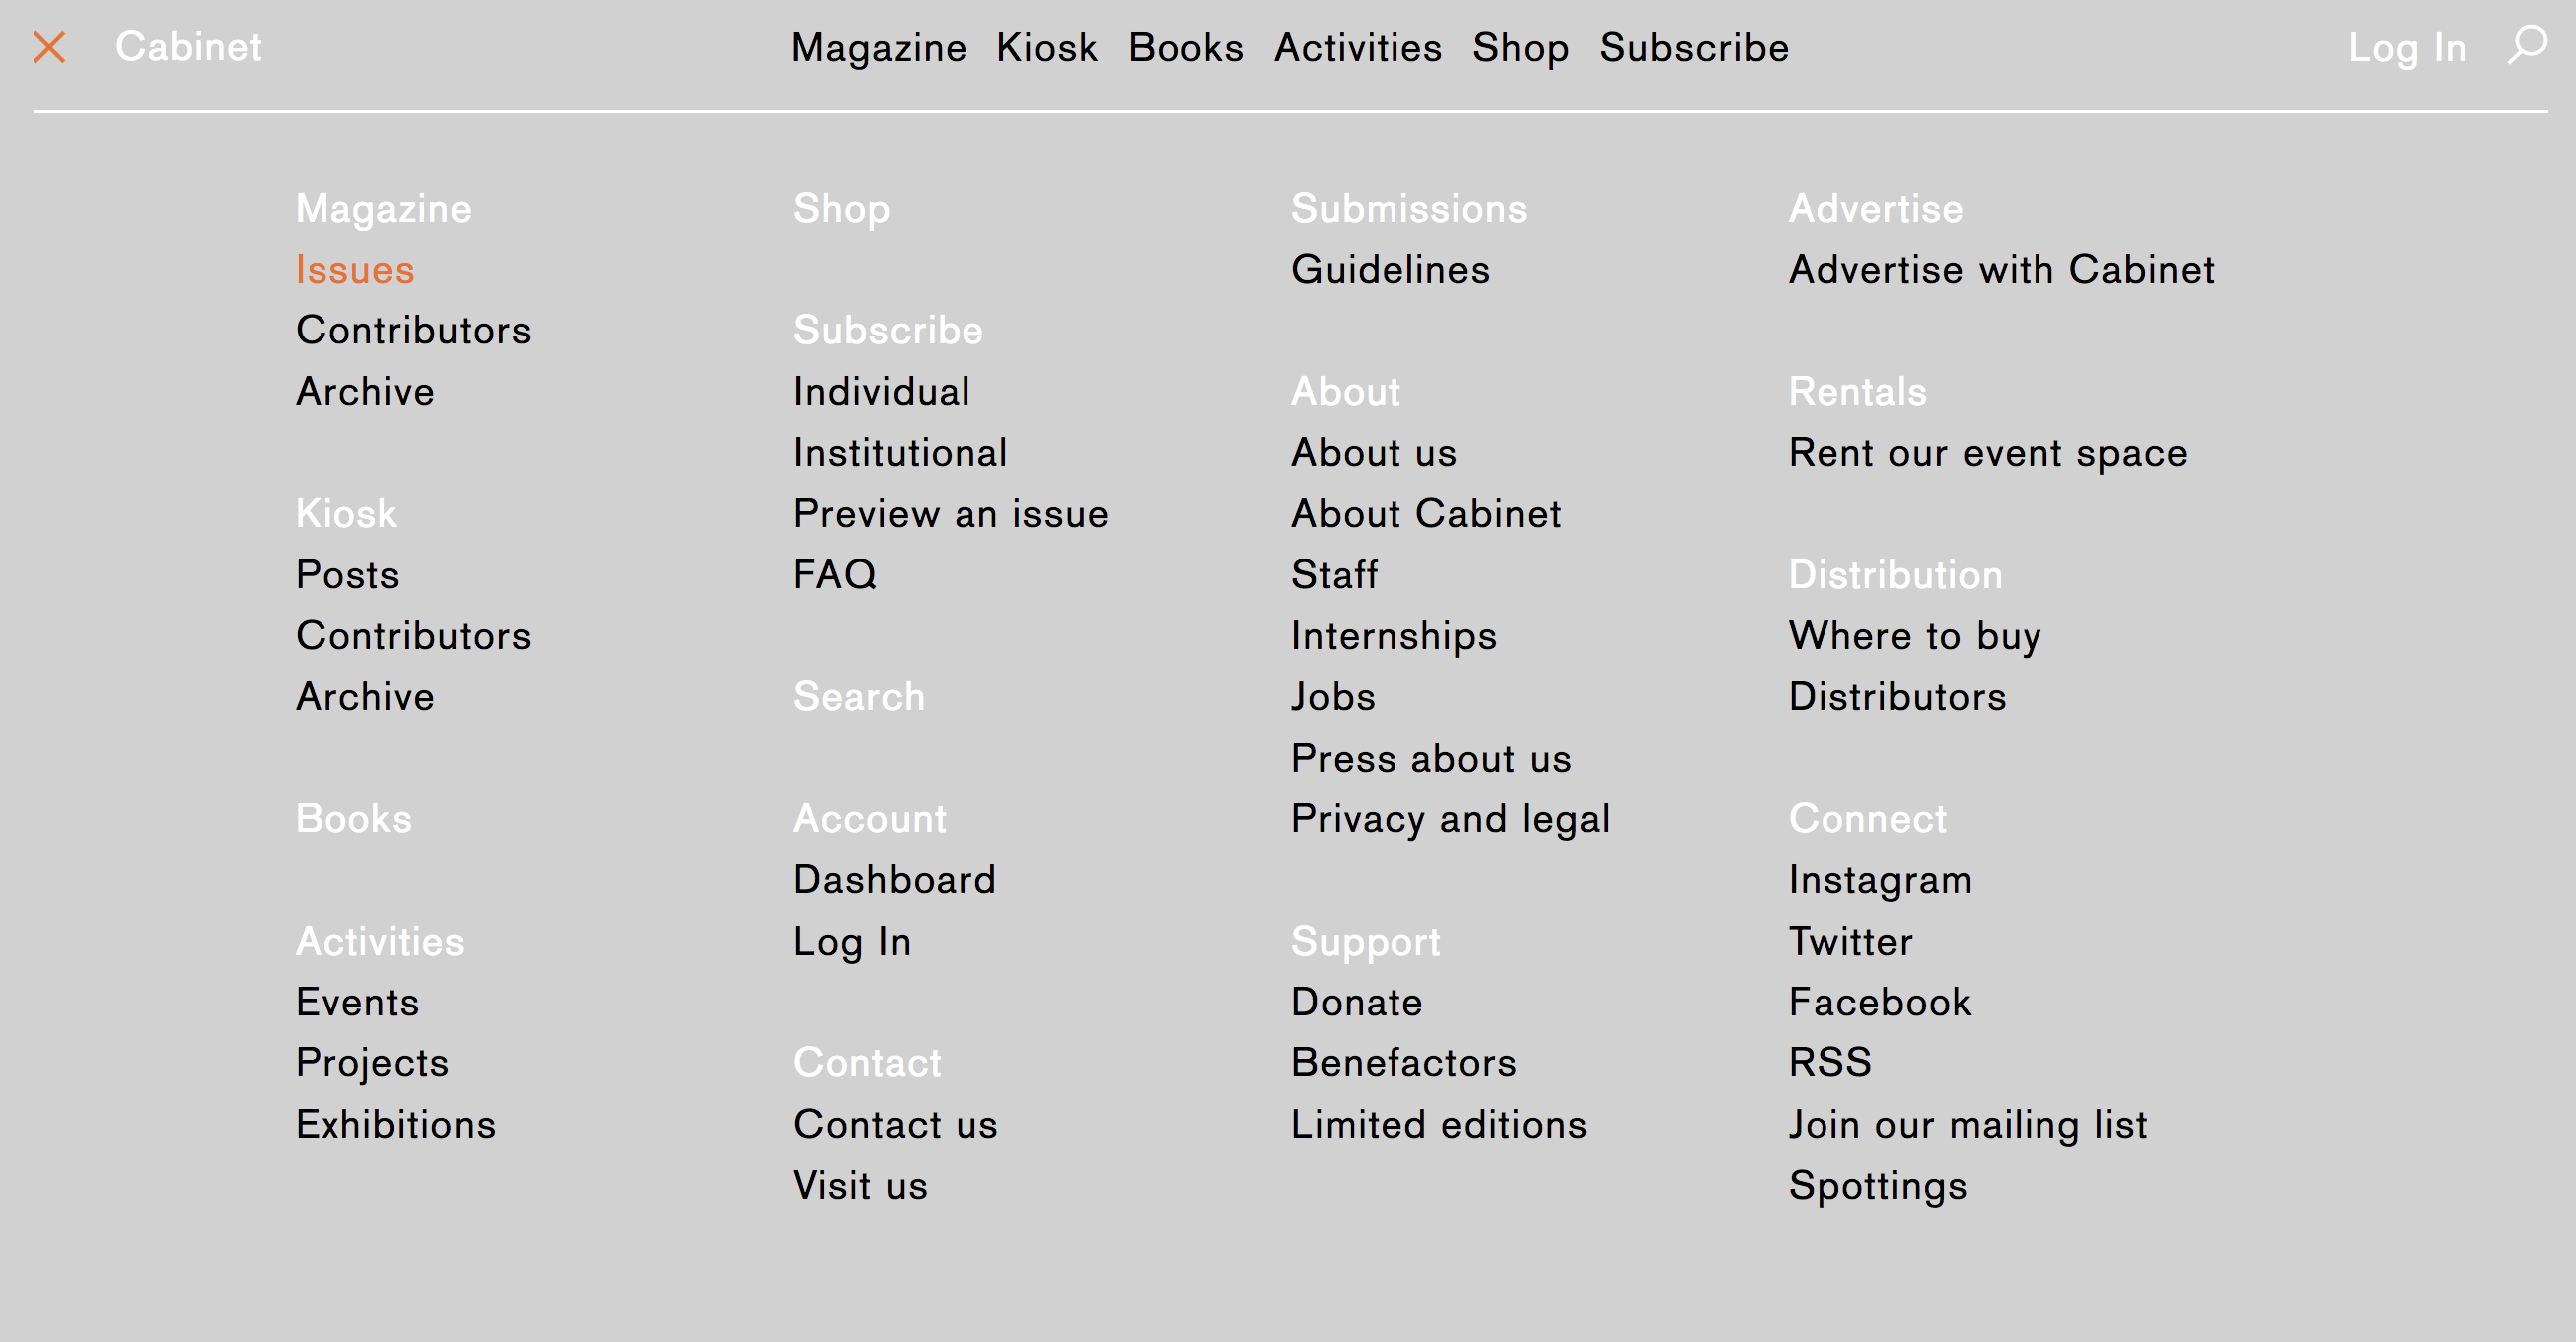 Cabinet
Magazine Kiosk Books Activities Shop Subscribe
Log In
Magazine
Issues
Contributors
Archive
Kiosk
Posts
Contributors
Archive
Books
Activities
Events
Projects
Exhibitions
Shop
Subscribe
Individual
Institutional
Preview an issue
FAQ
Search
Account
Dashboard
Log In
Contact
Contact us
Visit us
Submissions
Guidelines
About
About us
About Cabinet
Staff
Internships
Jobs
Press about us
Privacy and legal
Support
Donate
Benefactors
Limited editions
Advertise
Advertise with Cabinet
Rentals
Rent our event space
Distribution
Where to buy
Distributors
Connect
Instagram
Twitter
Facebook
RSS
Join our mailing list
Spottings